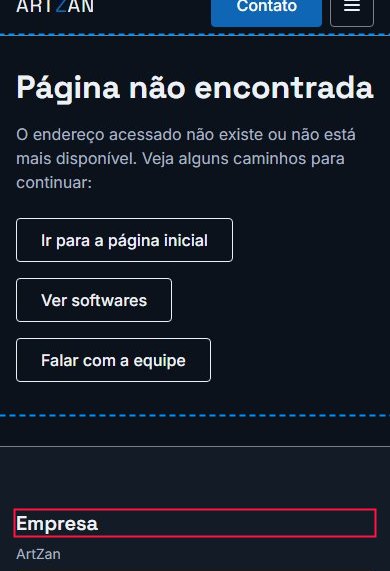 ARTZAN
Contato
Página não encontrada
O endereço acessado não existe ou não está
mais disponível. Veja alguns caminhos para
continuar:
Ir para a página inicial
Ver softwares
Falar com a equipe
Empresa
ArtZan